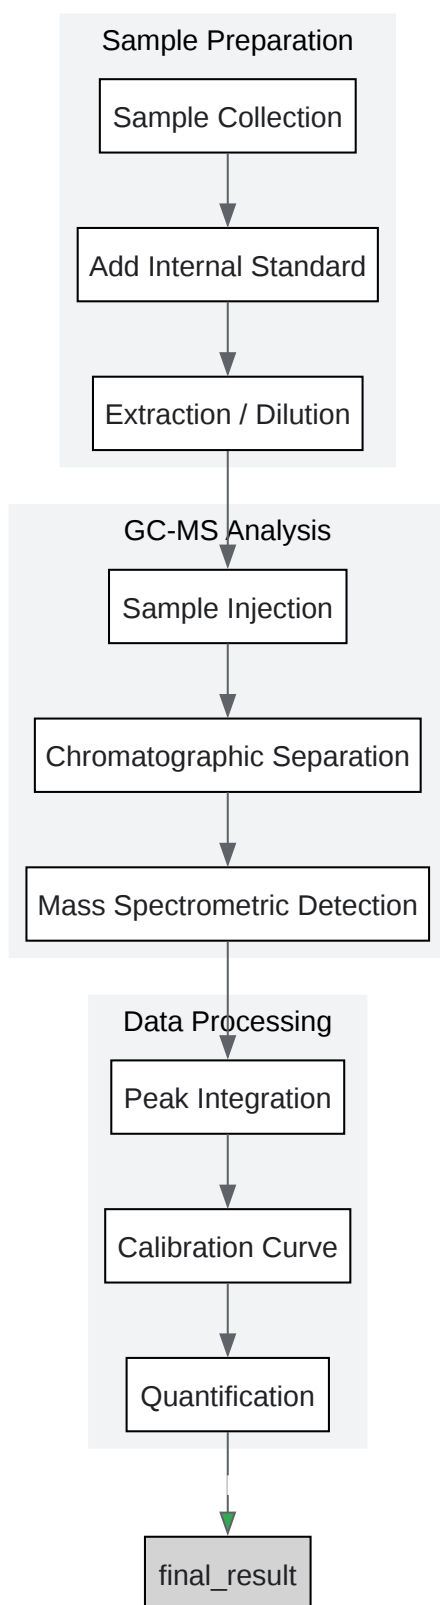 Sample Preparation
Sample Collection
Add Internal Standard
Extraction / Dilution
GC-MS Analysis
Sample Injection
Chromatographic Separation
Mass Spectrometric Detection
Data Processing
Peak Integration
Calibration Curve
Quantification
final_result